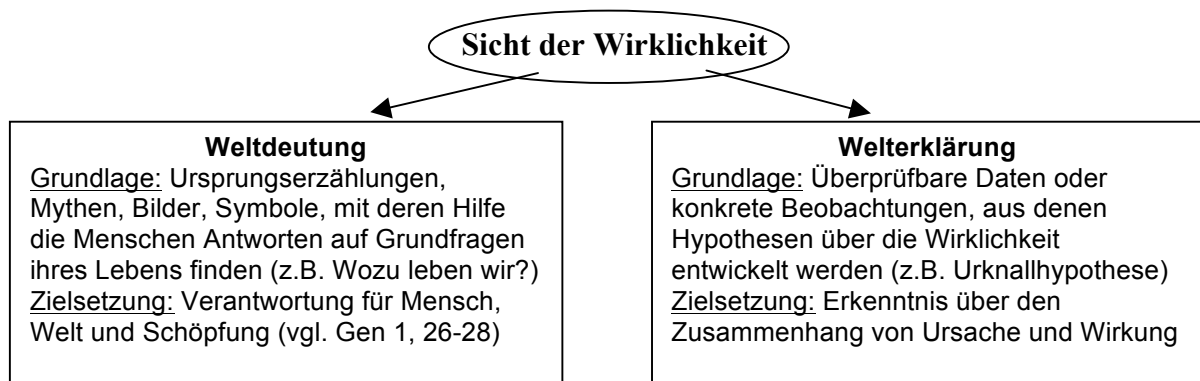 Sicht der Wirklichkeit
Weltdeutung
Grundlage: Ursprungserzählungen,
Mythen, Bilder, Symbole, mit deren Hilfe
die Menschen Antworten auf Grundfragen
ihres Lebens finden (z.B. Wozu leben wir?)
Zielsetzung: Verantwortung für Mensch,
Welt und Schöpfung (vgl. Gen 1, 26-28)
Welterklärung
Grundlage: Überprüfbare Daten oder
konkrete Beobachtungen, aus denen
Hypothesen über die Wirklichkeit
entwickelt werden (z.B. Urknallhypothese)
Zielsetzung: Erkenntnis über den
Zusammenhang von Ursache und Wirkung